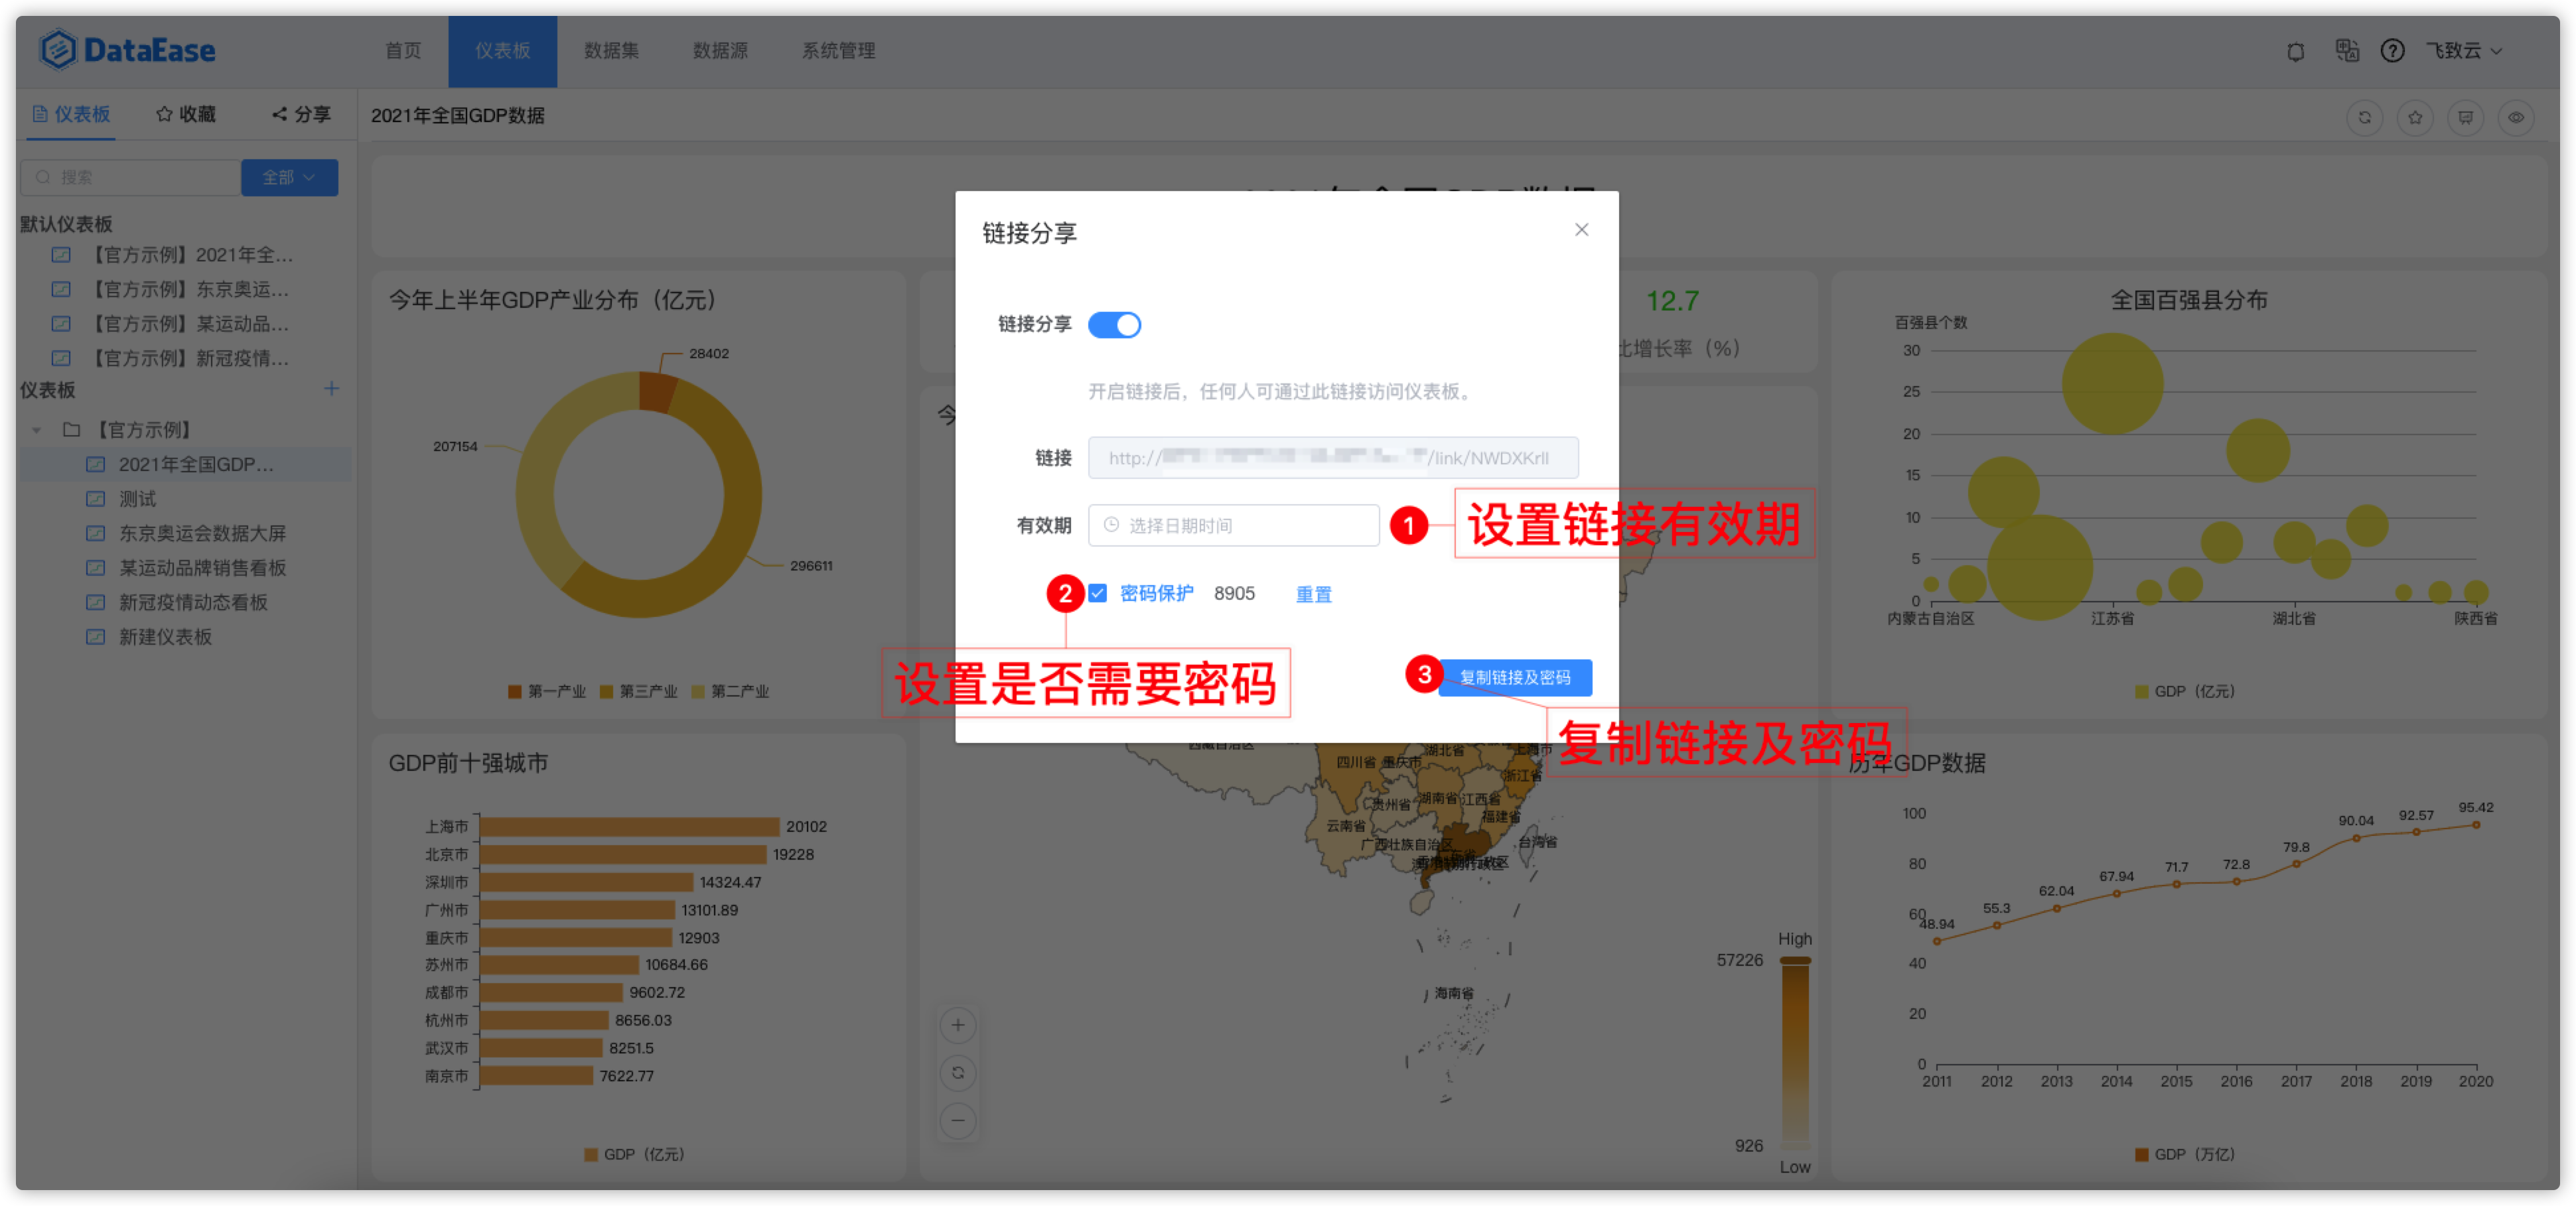 DataEase
首页 仪表板 数据集 数据源 系统管理
飞致云
仪表板 收藏 分享
搜索 全部
默认仪表板
【官方示例】2021年全...
【官方示例】东京奥运...
【官方示例】某运动品...
【官方示例】新冠疫情...
仪表板
【官方示例】
2021年全国GDP...
测试
东京奥运会数据大屏
某运动品牌销售看板
新冠疫情动态看板
新建仪表板
2021年全国GDP数据
今年上半年GDP产业分布（亿元）
28402
207154
296611
第一产业 第三产业 第二产业
12.7
比增长率（%）
今
链接分享
链接分享
开启链接后，任何人可通过此链接访问仪表板。
链接 http:// /link/NWDXKrll
有效期 选择日期时间
1 设置链接有效期
2 密码保护 8905 重置
设置是否需要密码
3 复制链接及密码
复制链接及密码
全国百强县分布
百强县个数
30
25
20
15
10
5
0
内蒙古自治区 江苏省 湖北省 陕西省
GDP（亿元）
GDP前十强城市
上海市 20102
北京市 19228
深圳市 14324.47
广州市 13101.89
重庆市 12903
苏州市 10684.66
成都市 9602.72
杭州市 8656.03
武汉市 8251.5
南京市 7622.77
GDP（亿元）
西藏自治区
四川省 重庆市 湖北省 上海市
浙江省
贵州省 湖南省 江西省
云南省 福建省
广西壮族自治区 台湾省
海南省
High
57226
926
Low
历年GDP数据
100
80
60
40
20
0
48.94 55.3 62.04 67.94 71.7 72.8 79.8 90.04 92.57 95.42
2011 2012 2013 2014 2015 2016 2017 2018 2019 2020
GDP（万亿）